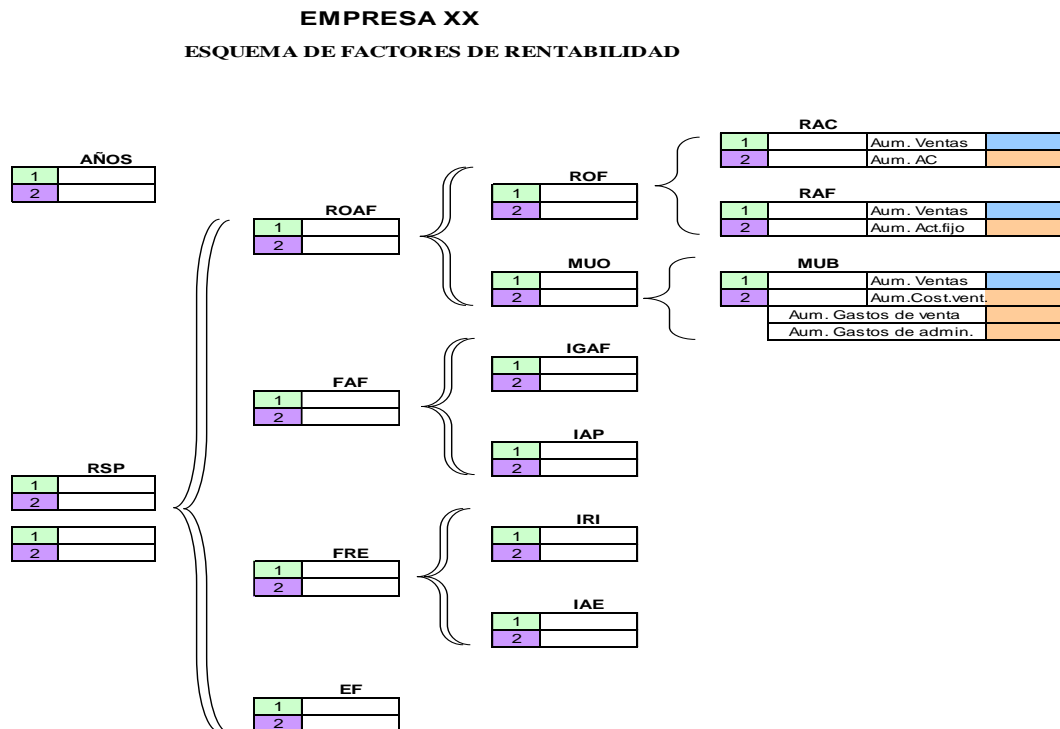 EMPRESA XX
ESQUEMA DE FACTORES DE RENTABILIDAD
AÑOS
1
2
RSP
1
2
1
2
ROAF
1
2
FAF
1
2
FRE
1
2
EF
1
2
ROF
1
2
MUO
1
2
IGAF
1
2
IAP
1
2
IRI
1
2
IAE
1
2
RAC
1 Aum. Ventas
2 Aum. AC
RAF
1 Aum. Ventas
2 Aum. Act.fijo
MUB
1 Aum. Ventas
2 Aum.Cost.vent.
Aum. Gastos de venta
Aum. Gastos de admin.